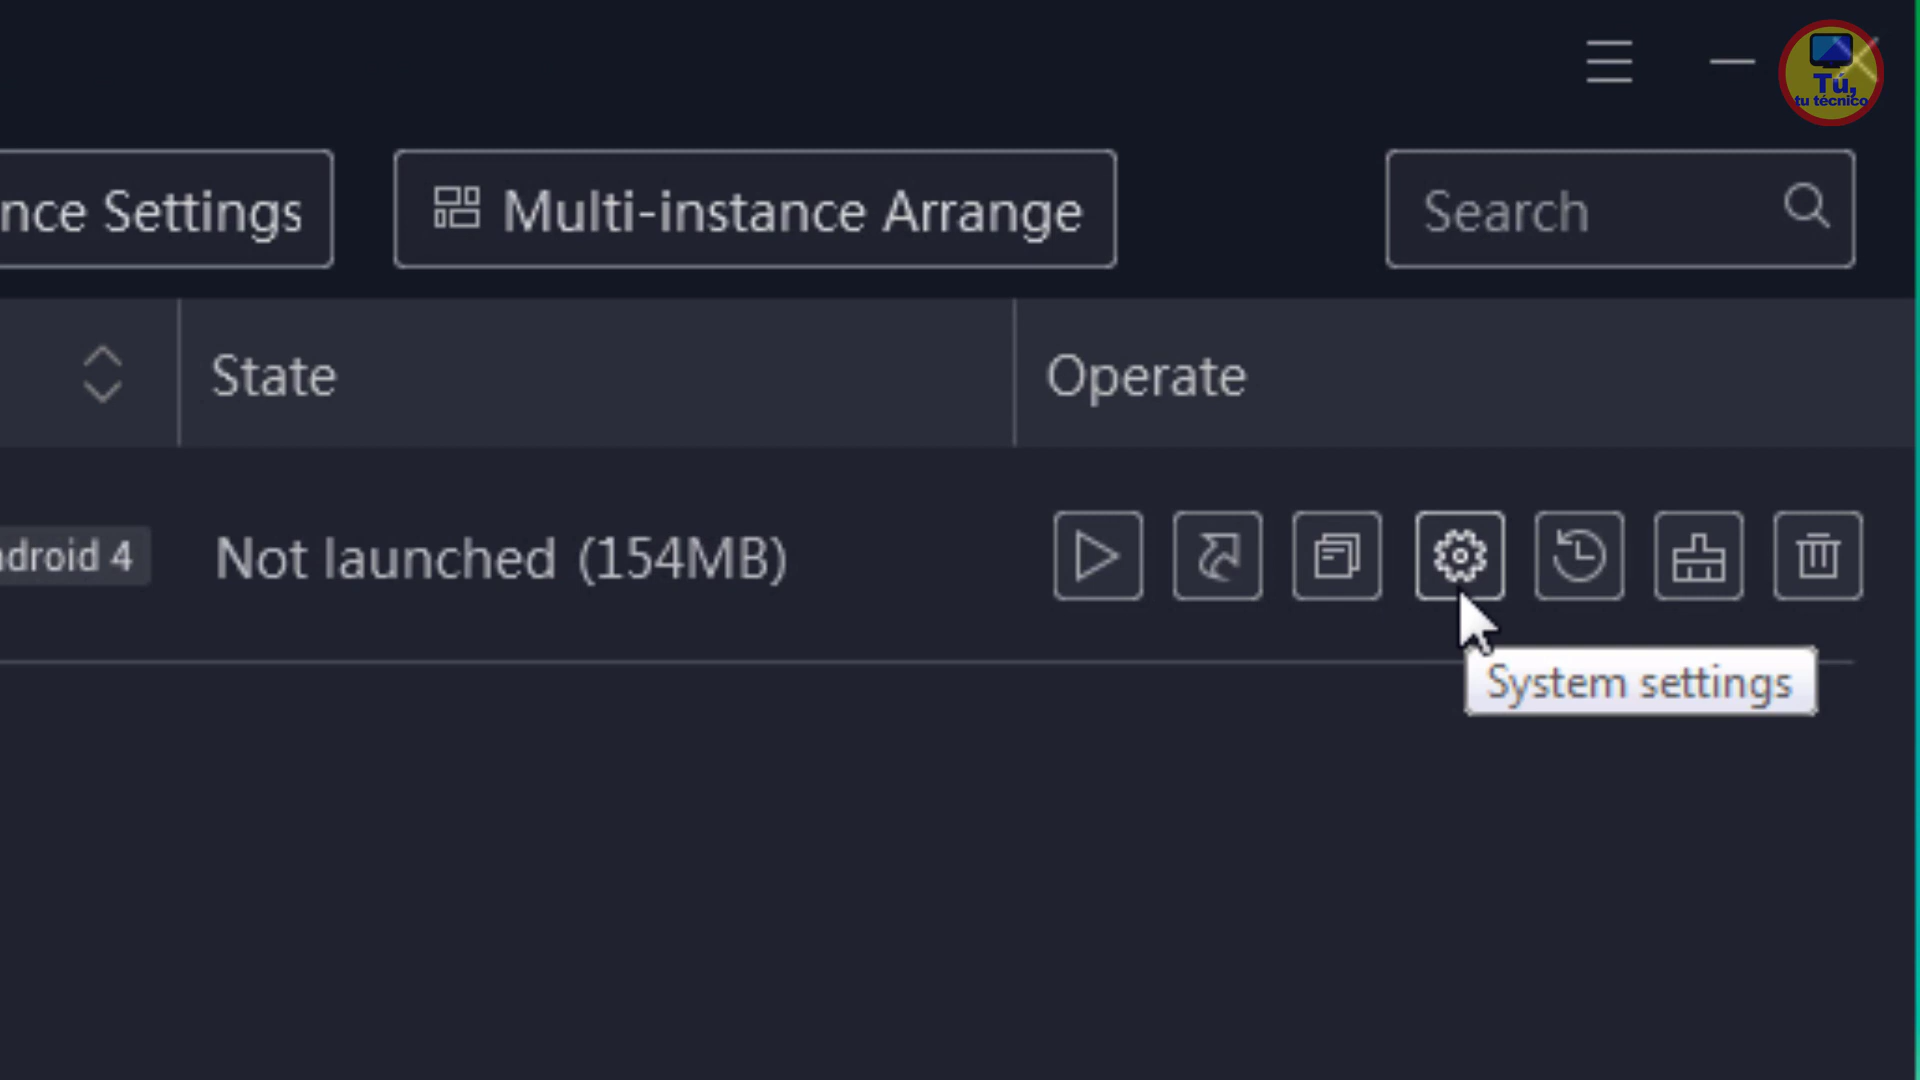 Tú,
tu técnico
nce Settings
Multi-instance Arrange
Search
State
Operate
ndroid 4
Not launched (154MB)
System settings